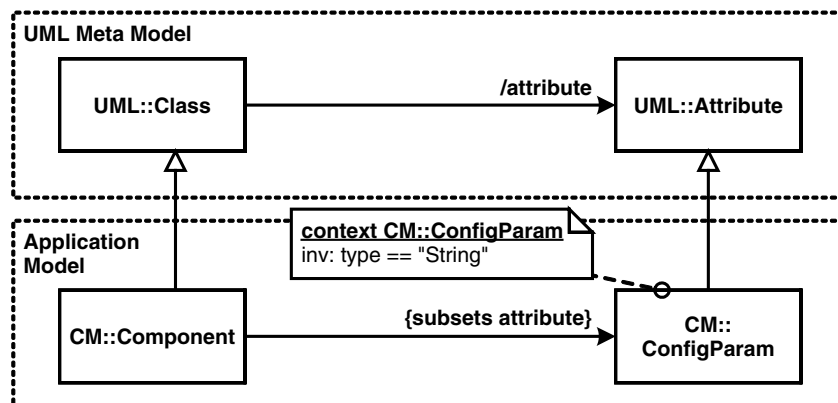 UML Meta Model
UML::Class
/attribute
UML::Attribute
Application
Model
context CM::ConfigParam
inv: type == "String"
CM::Component
{subsets attribute}
CM::
ConfigParam